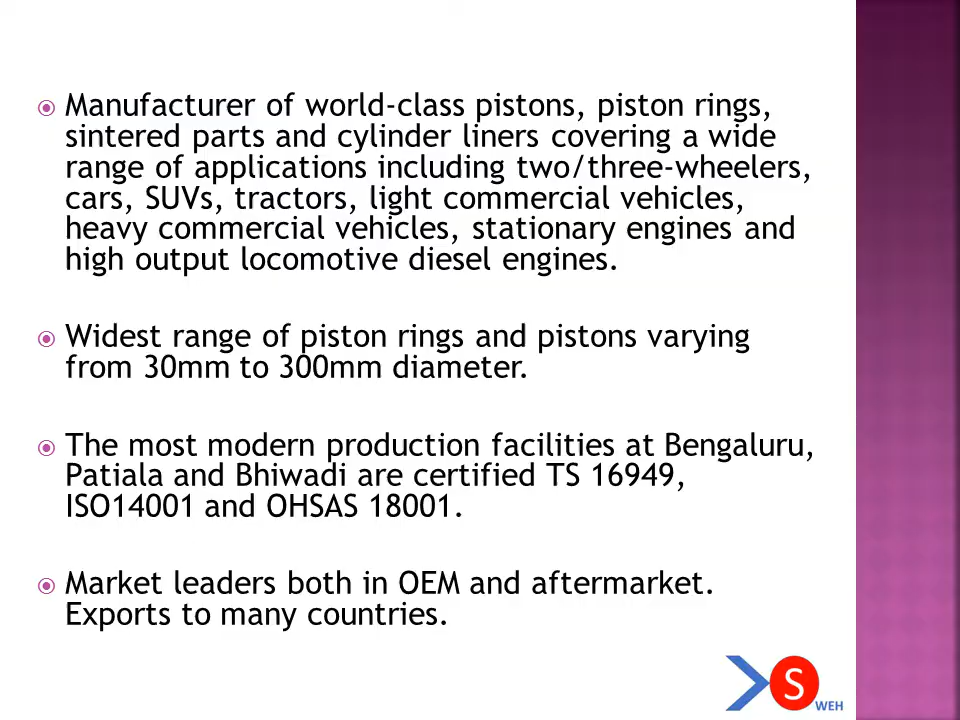 Manufacturer of world-class pistons, piston rings,
sintered parts and cylinder liners covering a wide
range of applications including two/three-wheelers,
cars, SUVs, tractors, light commercial vehicles,
heavy commercial vehicles, stationary engines and
high output locomotive diesel engines.
Widest range of piston rings and pistons varying
from 30mm to 300mm diameter.
The most modern production facilities at Bengaluru,
Patiala and Bhiwadi are certified TS 16949,
ISO14001 and OHSAS 18001.
Market leaders both in OEM and aftermarket.
Exports to many countries.
S WEH